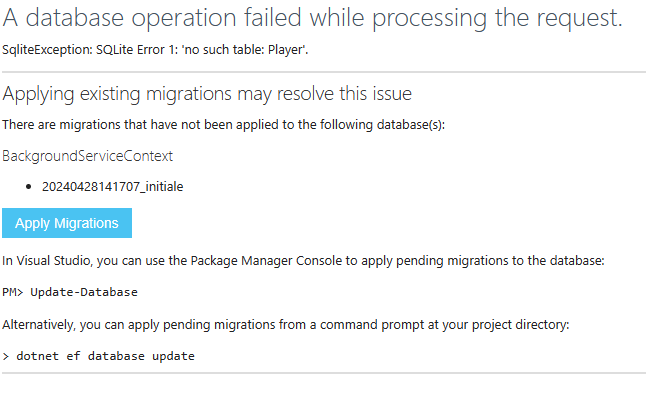 A database operation failed while processing the request.
SqliteException: SQLite Error 1: 'no such table: Player'.
Applying existing migrations may resolve this issue
There are migrations that have not been applied to the following database(s):
BackgroundServiceContext
• 20240428141707_initiale
Apply Migrations
In Visual Studio, you can use the Package Manager Console to apply pending migrations to the database:
PM> Update-Database
Alternatively, you can apply pending migrations from a command prompt at your project directory:
> dotnet ef database update